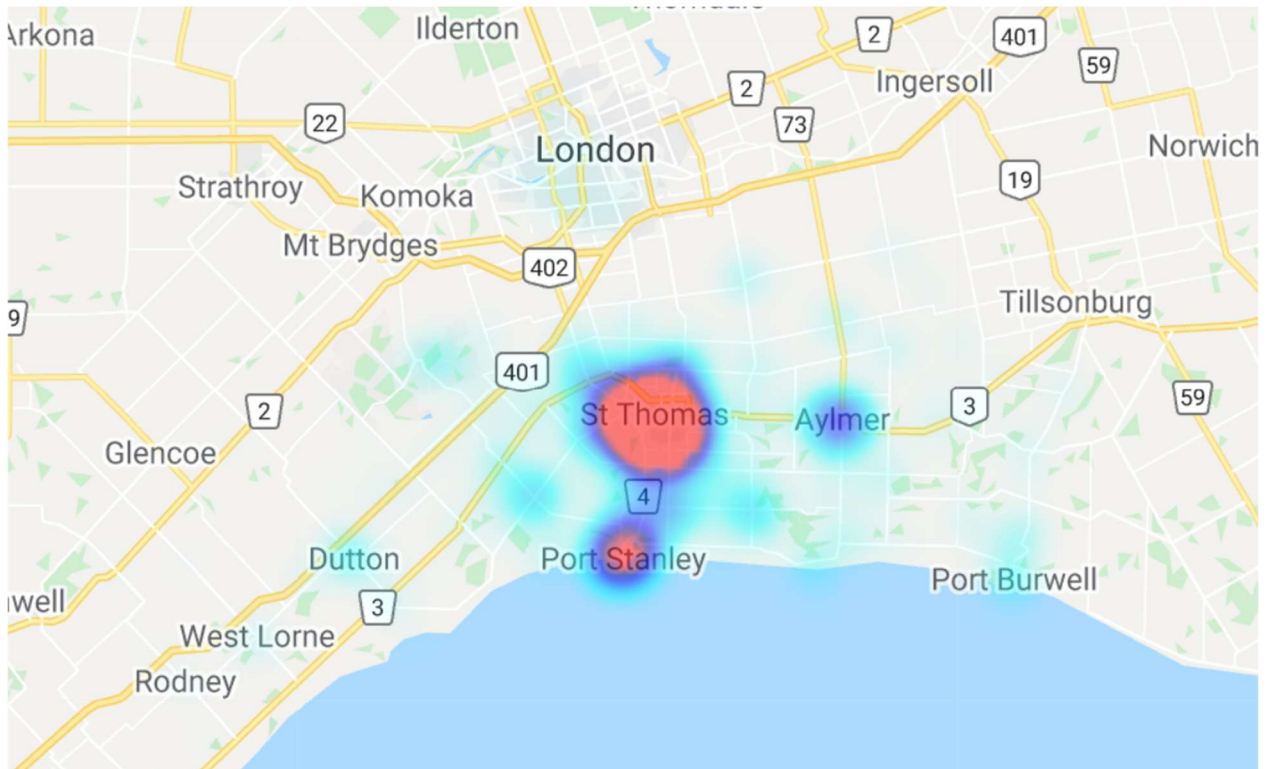 Ilderton
Arkona
2
401
59
2
Ingersoll
22
73
London
Norwich
Strathroy
Komoka
19
Mt Brydges
402
Tillsonburg
9
401
2
St Thomas
Aylmer
3
59
Glencoe
4
Dutton
Port Stanley
Port Burwell
3
West Lorne
Rodney